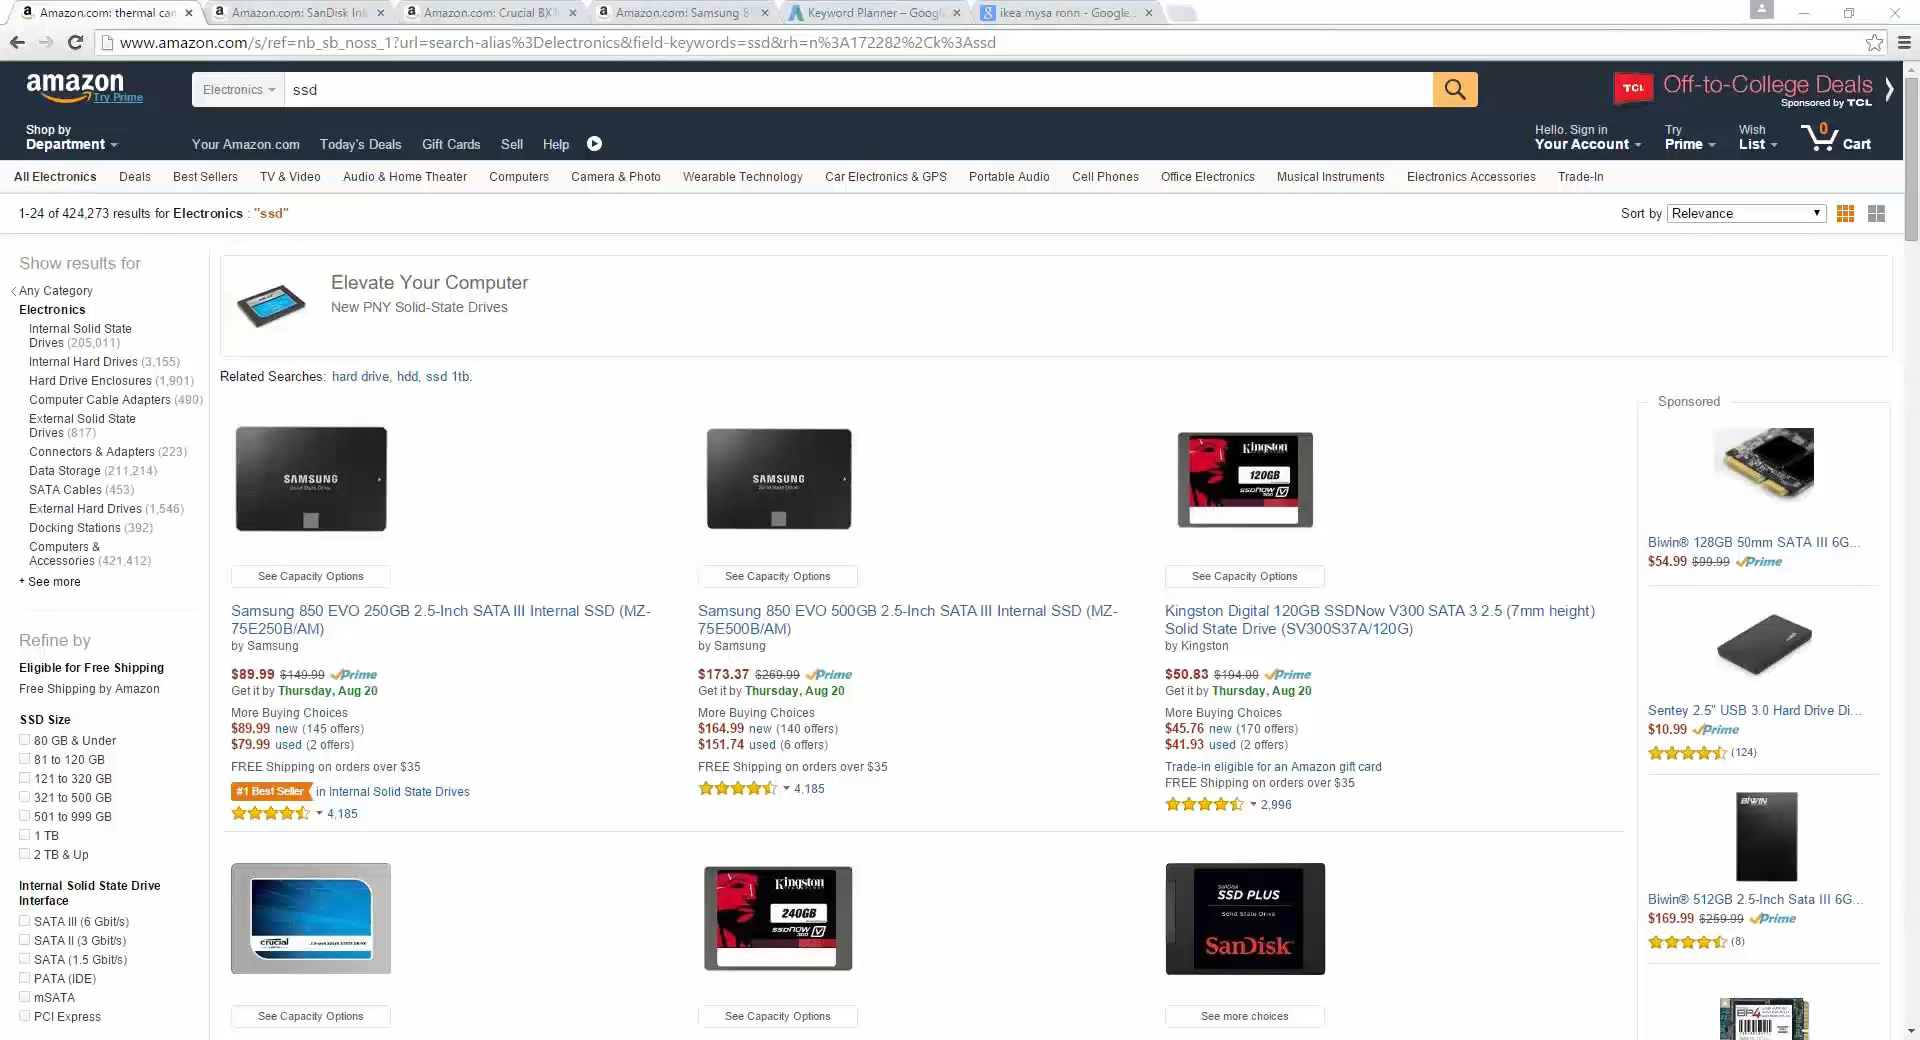 Amazon.com: thermal ca
Amazon.com: SanDisk In
Amazon.com: Crucial BX
Amazon.com: Samsung 8
Keyword Planner – Googl
ikea mysa ronn - Google
www.amazon.com/s/ref=nb_sb_noss_1?url=search-alias%3Delectronics&field-keywords=ssd&rh=n%3A172282%2Ck%3Assd
amazon
Try Prime
Electronics
ssd
TCL
Off-to-College Deals
Sponsored by TCL
Shop by
Department
Your Amazon.com
Today's Deals
Gift Cards
Sell
Help
Hello. Sign in
Your Account
Try
Prime
Wish
List
0
Cart
All Electronics
Deals
Best Sellers
TV & Video
Audio & Home Theater
Computers
Camera & Photo
Wearable Technology
Car Electronics & GPS
Portable Audio
Cell Phones
Office Electronics
Musical Instruments
Electronics Accessories
Trade-In
1-24 of 424,273 results for Electronics : "ssd"
Sort by
Relevance
Show results for
Any Category
Electronics
Internal Solid State
Drives (205,011)
Internal Hard Drives (3,155)
Hard Drive Enclosures (1,901)
Computer Cable Adapters (490)
External Solid State
Drives (817)
Connectors & Adapters (223)
Data Storage (211,214)
SATA Cables (453)
External Hard Drives (1,546)
Docking Stations (392)
Computers &
Accessories (421,412)
+ See more
Refine by
Eligible for Free Shipping
Free Shipping by Amazon
SSD Size
80 GB & Under
81 to 120 GB
121 to 320 GB
321 to 500 GB
501 to 999 GB
1 TB
2 TB & Up
Internal Solid State Drive
Interface
SATA III (6 Gbit/s)
SATA II (3 Gbit/s)
SATA (1.5 Gbit/s)
PATA (IDE)
mSATA
PCI Express
Elevate Your Computer
New PNY Solid-State Drives
Related Searches: hard drive, hdd, ssd 1tb.
SAMSUNG
Solid State Drive
See Capacity Options
Samsung 850 EVO 250GB 2.5-Inch SATA III Internal SSD (MZ-
75E250B/AM)
by Samsung
$89.99 $149.99 Prime
Get it by Thursday, Aug 20
More Buying Choices
$89.99 new (145 offers)
$79.99 used (2 offers)
FREE Shipping on orders over $35
#1 Best Seller in Internal Solid State Drives
4,185
SAMSUNG
Solid State Drive
See Capacity Options
Samsung 850 EVO 500GB 2.5-Inch SATA III Internal SSD (MZ-
75E500B/AM)
by Samsung
$173.37 $269.99 Prime
Get it by Thursday, Aug 20
More Buying Choices
$164.99 new (140 offers)
$151.74 used (6 offers)
FREE Shipping on orders over $35
4,185
Kingston
120GB
SSDNOW V
300
See Capacity Options
Kingston Digital 120GB SSDNow V300 SATA 3 2.5 (7mm height)
Solid State Drive (SV300S37A/120G)
by Kingston
$50.83 $194.00 Prime
Get it by Thursday, Aug 20
More Buying Choices
$45.76 new (170 offers)
$41.93 used (2 offers)
Trade-in eligible for an Amazon gift card
FREE Shipping on orders over $35
2,996
crucial
See Capacity Options
Kingston
240GB
SSDNOW V
300
See Capacity Options
SanDisk
SSD PLUS
Solid State Drive
SanDisk
See more choices
Sponsored
Biwin® 128GB 50mm SATA III 6G...
$54.99 $99.99 Prime
Sentey 2.5" USB 3.0 Hard Drive Di...
$10.99 Prime
(124)
BIWIN
Biwin® 512GB 2.5-Inch Sata III 6G...
$169.99 $259.99 Prime
(8)
BP4